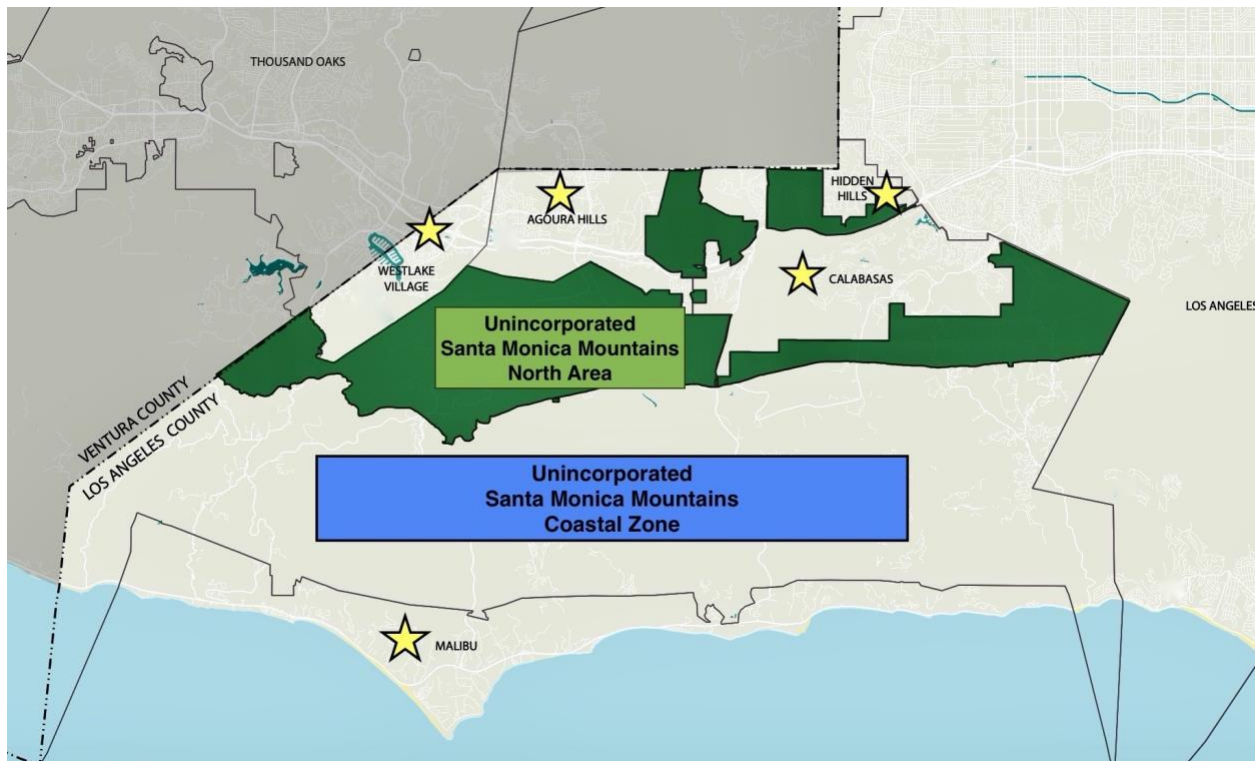 THOUSAND OAKS
HIDDEN
HILLS
AGOURA HILLS
WESTLAKE
VILLAGE
CALABASAS
LOS ANGELES
Unincorporated
Santa Monica Mountains
North Area
VENTURA COUNTY
LOS ANGELES COUNTY
Unincorporated
Santa Monica Mountains
Coastal Zone
MALIBU